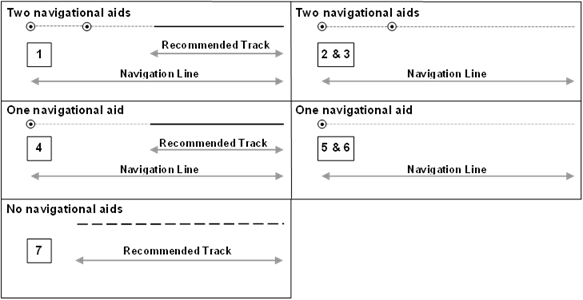 Two navigational aids
1
Recommended Track
Navigation Line
Two navigational aids
2 & 3
Navigation Line
One navigational aid
4
Recommended Track
Navigation Line
One navigational aid
5 & 6
Navigation Line
No navigational aids
7
Recommended Track